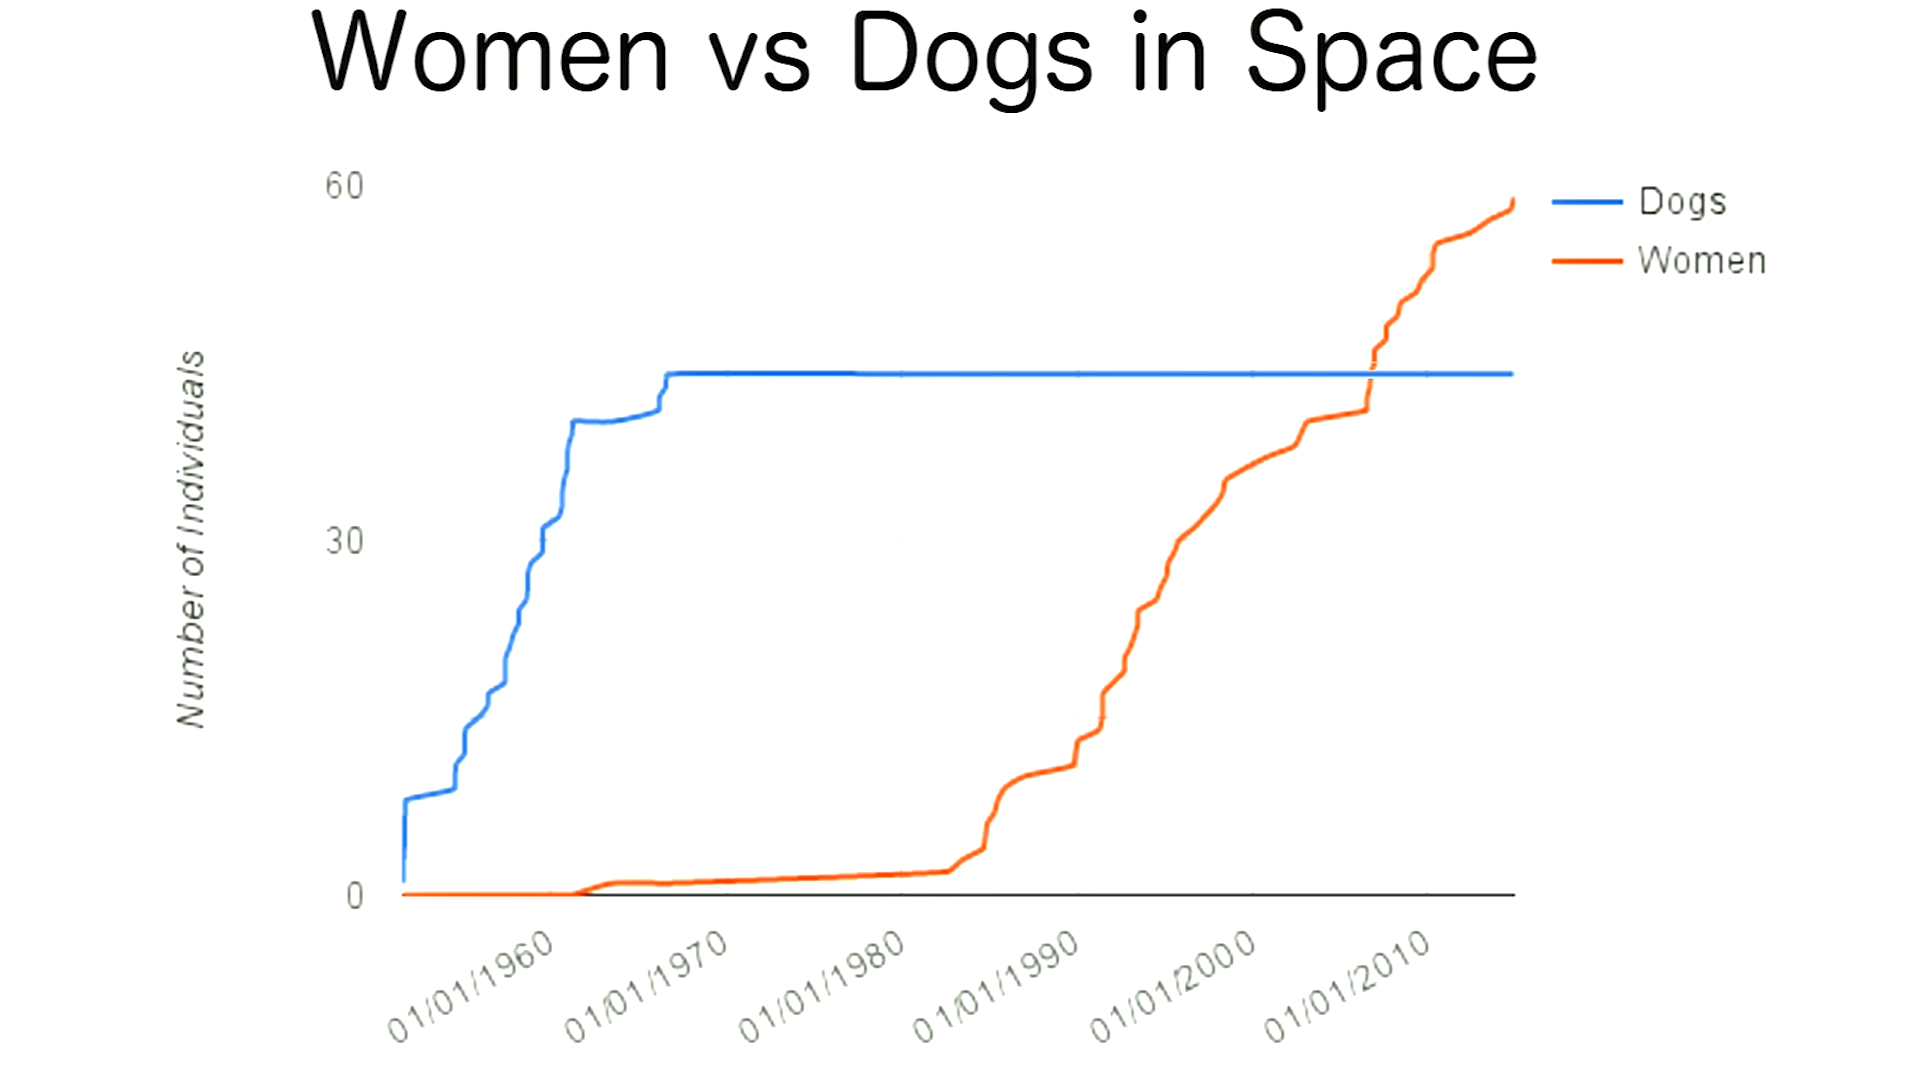 Women vs Dogs in Space
60
Dogs
Women
Number of Individuals
30
0
01/01/1960
01/01/1970
01/01/1980
01/01/1990
01/01/2000
01/01/2010